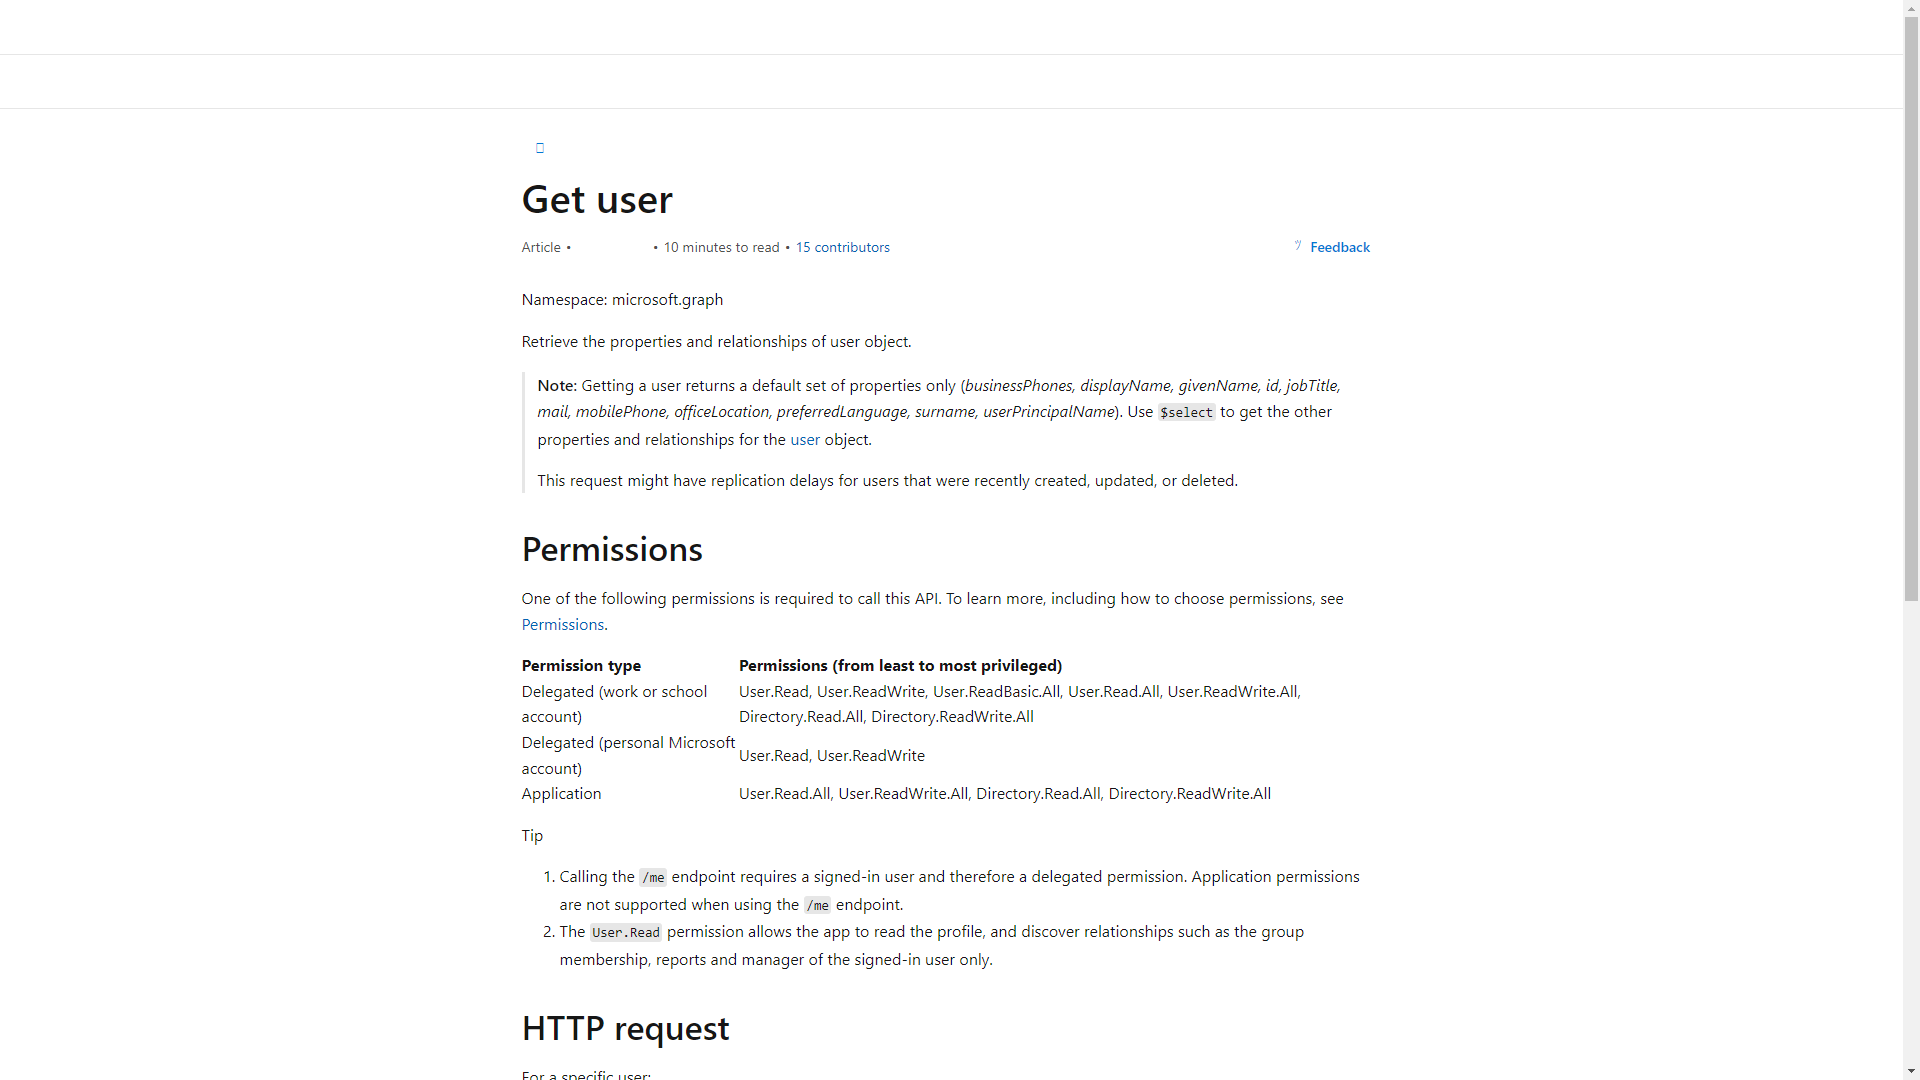 Get user
Article • • 10 minutes to read • 15 contributors Feedback
Namespace: microsoft.graph
Retrieve the properties and relationships of user object.
Note: Getting a user returns a default set of properties only (businessPhones, displayName, givenName, id, jobTitle,
mail, mobilePhone, officeLocation, preferredLanguage, surname, userPrincipalName). Use $select to get the other
properties and relationships for the user object.
This request might have replication delays for users that were recently created, updated, or deleted.
Permissions
One of the following permissions is required to call this API. To learn more, including how to choose permissions, see
Permissions.
Permission type Permissions (from least to most privileged)
Delegated (work or school User.Read, User.ReadWrite, User.ReadBasic.All, User.Read.All, User.ReadWrite.All,
account) Directory.Read.All, Directory.ReadWrite.All
Delegated (personal Microsoft
account) User.Read, User.ReadWrite
Application User.Read.All, User.ReadWrite.All, Directory.Read.All, Directory.ReadWrite.All
Tip
1. Calling the /me endpoint requires a signed-in user and therefore a delegated permission. Application permissions
are not supported when using the /me endpoint.
2. The User.Read permission allows the app to read the profile, and discover relationships such as the group
membership, reports and manager of the signed-in user only.
HTTP request
For a specific user: